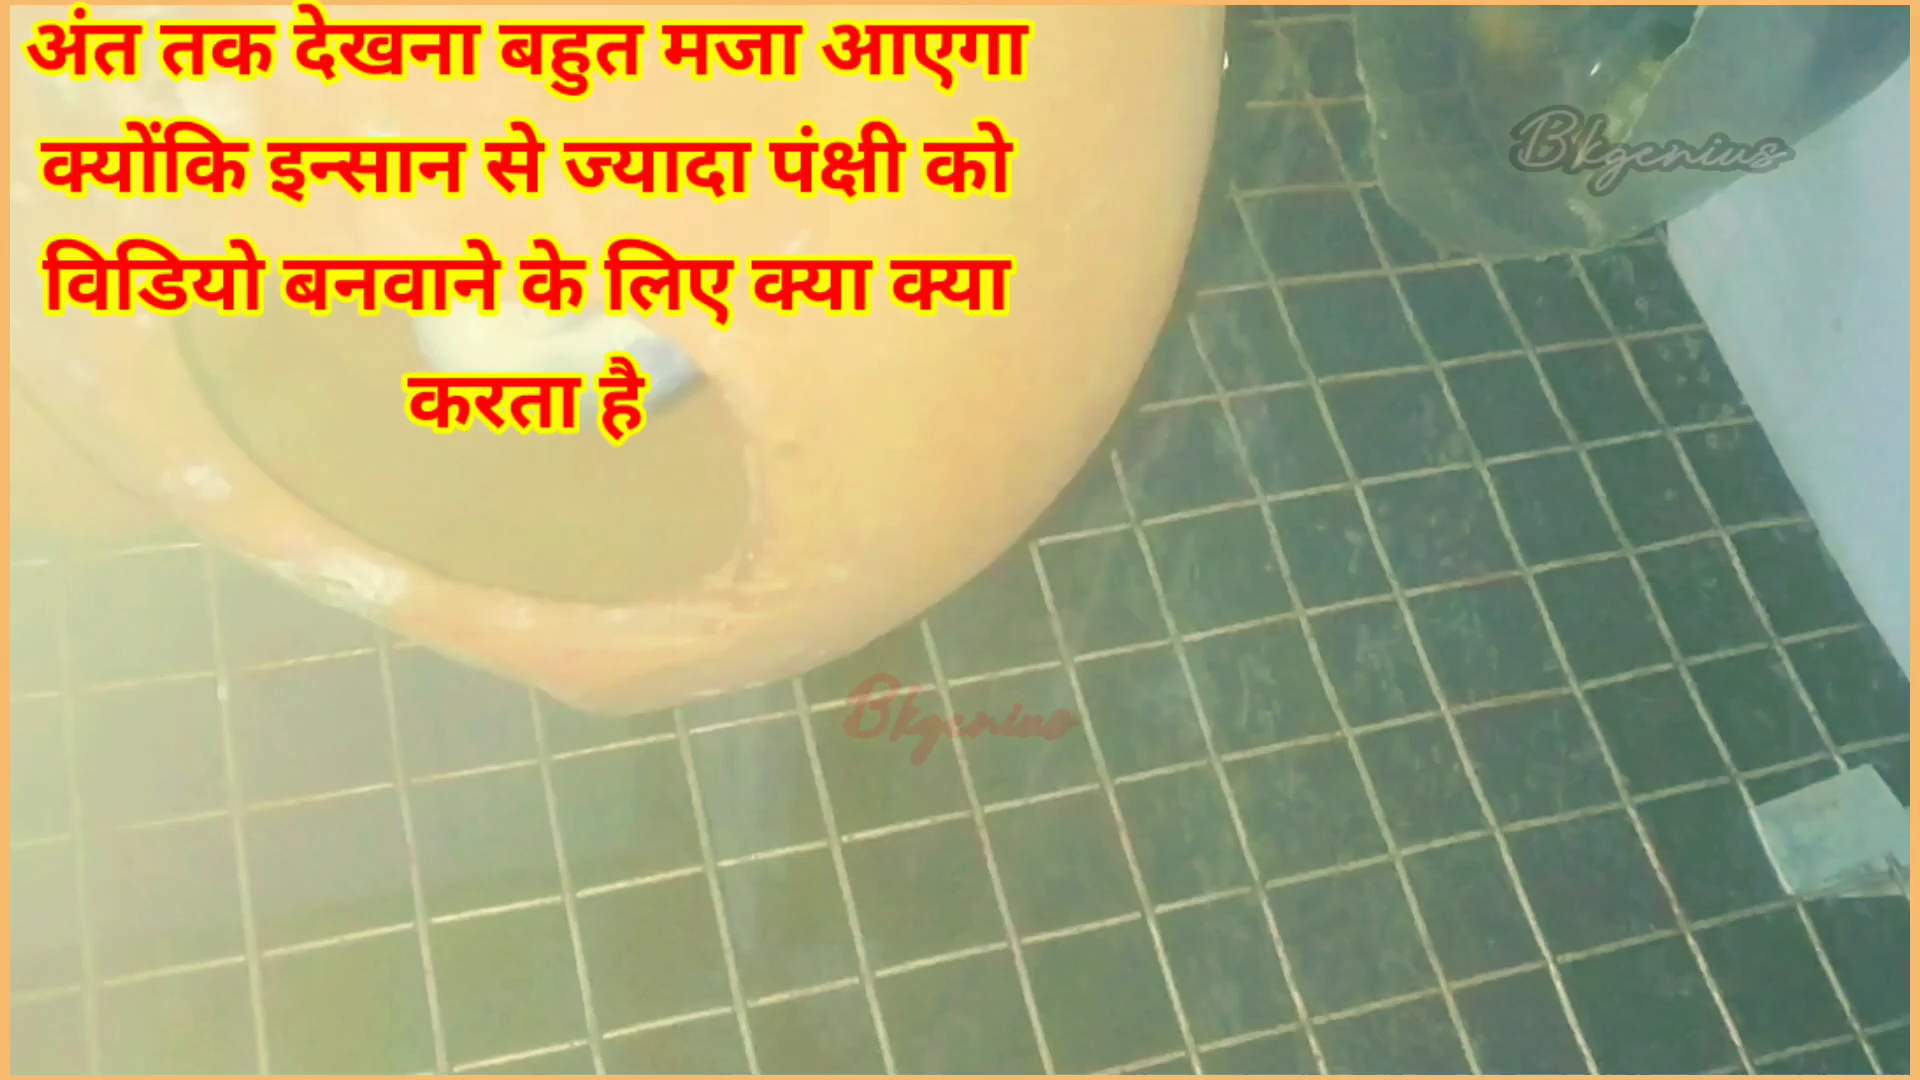 अंत तक देखना बहुत मजा आएगा
क्योंकि इन्सान से ज्यादा पंक्षी को
विडियो बनवाने के लिए क्या क्या
करता है
Bkgenius
Bkgenius